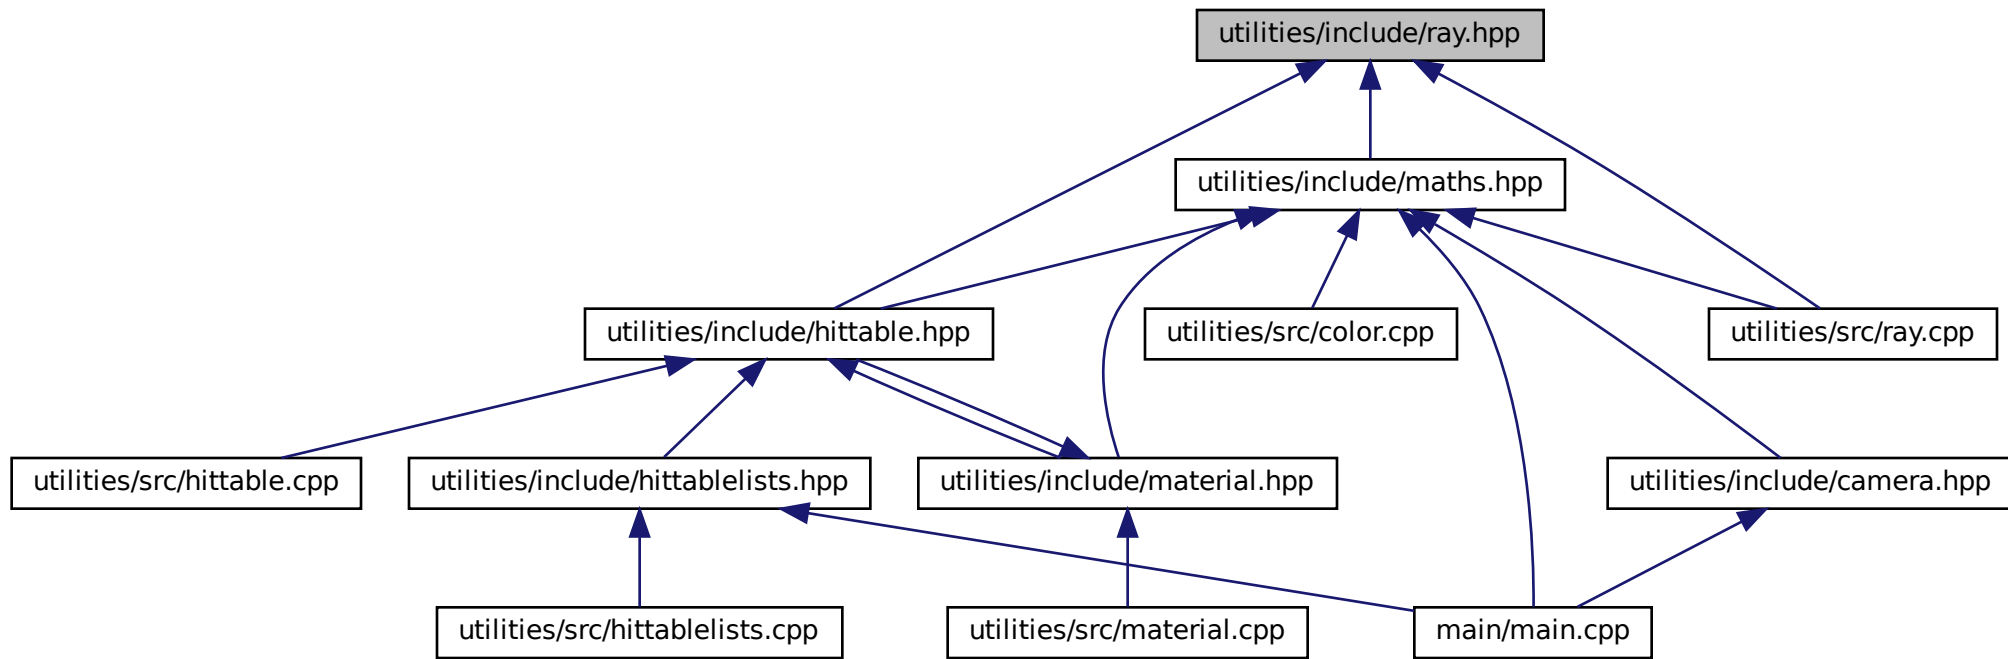 utilities/include/ray.hpp
utilities/include/maths.hpp
utilities/include/hittable.hpp
utilities/src/color.cpp
utilities/src/ray.cpp
utilities/src/hittable.cpp
utilities/include/hittablelists.hpp
utilities/include/material.hpp
utilities/include/camera.hpp
utilities/src/hittablelists.cpp
utilities/src/material.cpp
main/main.cpp